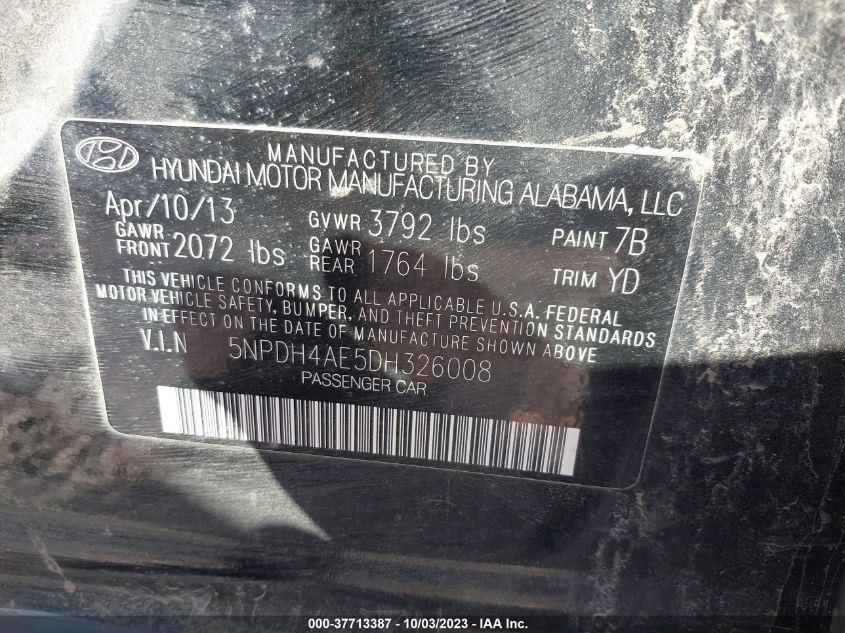 MANUFACTURED BY
HYUNDAI MOTOR MANUFACTURING ALABAMA, LLC
Apr/10/13 GVWR 3792 lbs PAINT 7B
GAWR FRONT 2072 lbs GAWR REAR 1764 lbs TRIM YD
THIS VEHICLE CONFORMS TO ALL APPLICABLE U.S.A. FEDERAL
MOTOR VEHICLE SAFETY, BUMPER, AND THEFT PREVENTION STANDARDS
IN EFFECT ON THE DATE OF MANUFACTURE SHOWN ABOVE
V.I.N 5NPDH4AE5DH326008
PASSENGER CAR
000-37713387 - 10/03/2023 - IAA Inc.